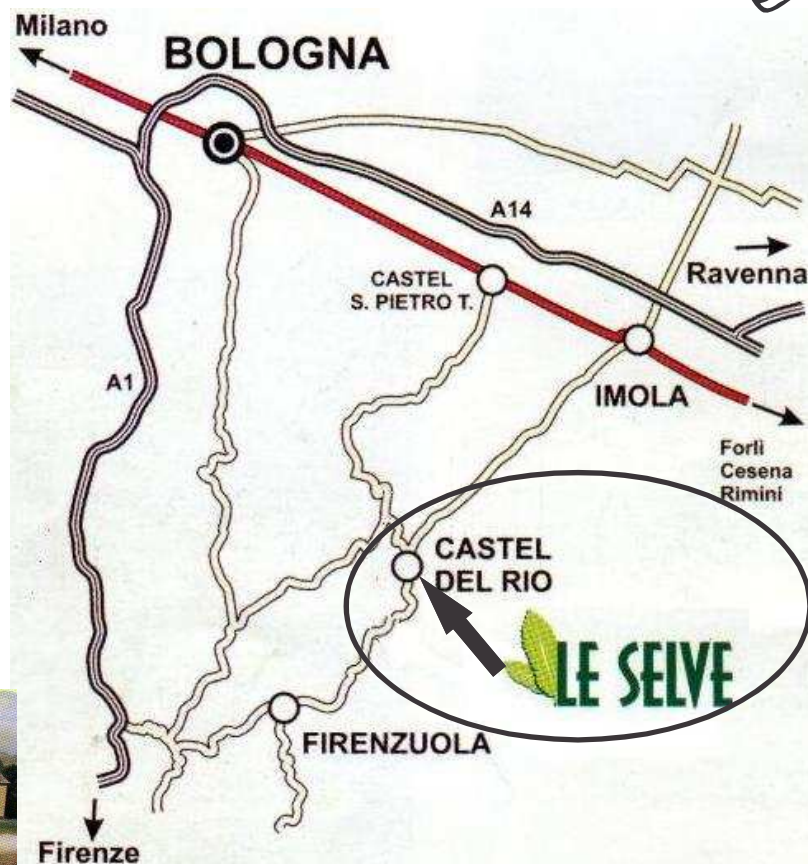 Milano
BOLOGNA
A14
Ravenna
CASTEL
S. PIETRO T.
A1
IMOLA
Forlì
Cesena
Rimini
CASTEL
DEL RIO
LE SELVE
FIRENZUOLA
Firenze